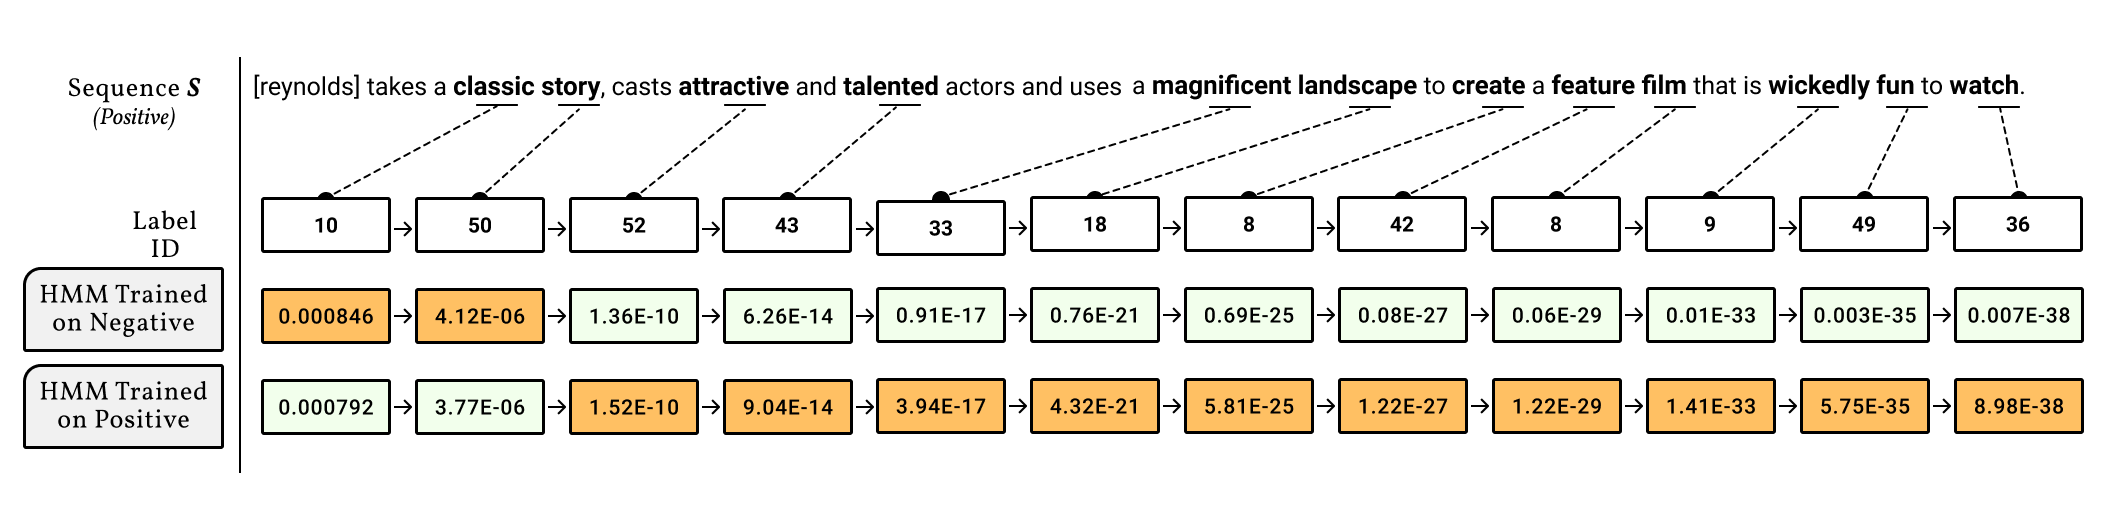 Sequence S
(Positive)
[reynolds] takes a classic story, casts attractive and talented actors and uses a magnificent landscape to create a feature film that is wickedly fun to watch.
Label
ID
10 50 52 43 33 18 8 42 8 9 49 36
HMM Trained
on Negative
0.000846 4.12E-06 1.36E-10 6.26E-14 0.91E-17 0.76E-21 0.69E-25 0.08E-27 0.06E-29 0.01E-33 0.003E-35 0.007E-38
HMM Trained
on Positive
0.000792 3.77E-06 1.52E-10 9.04E-14 3.94E-17 4.32E-21 5.81E-25 1.22E-27 1.22E-29 1.41E-33 5.75E-35 8.98E-38